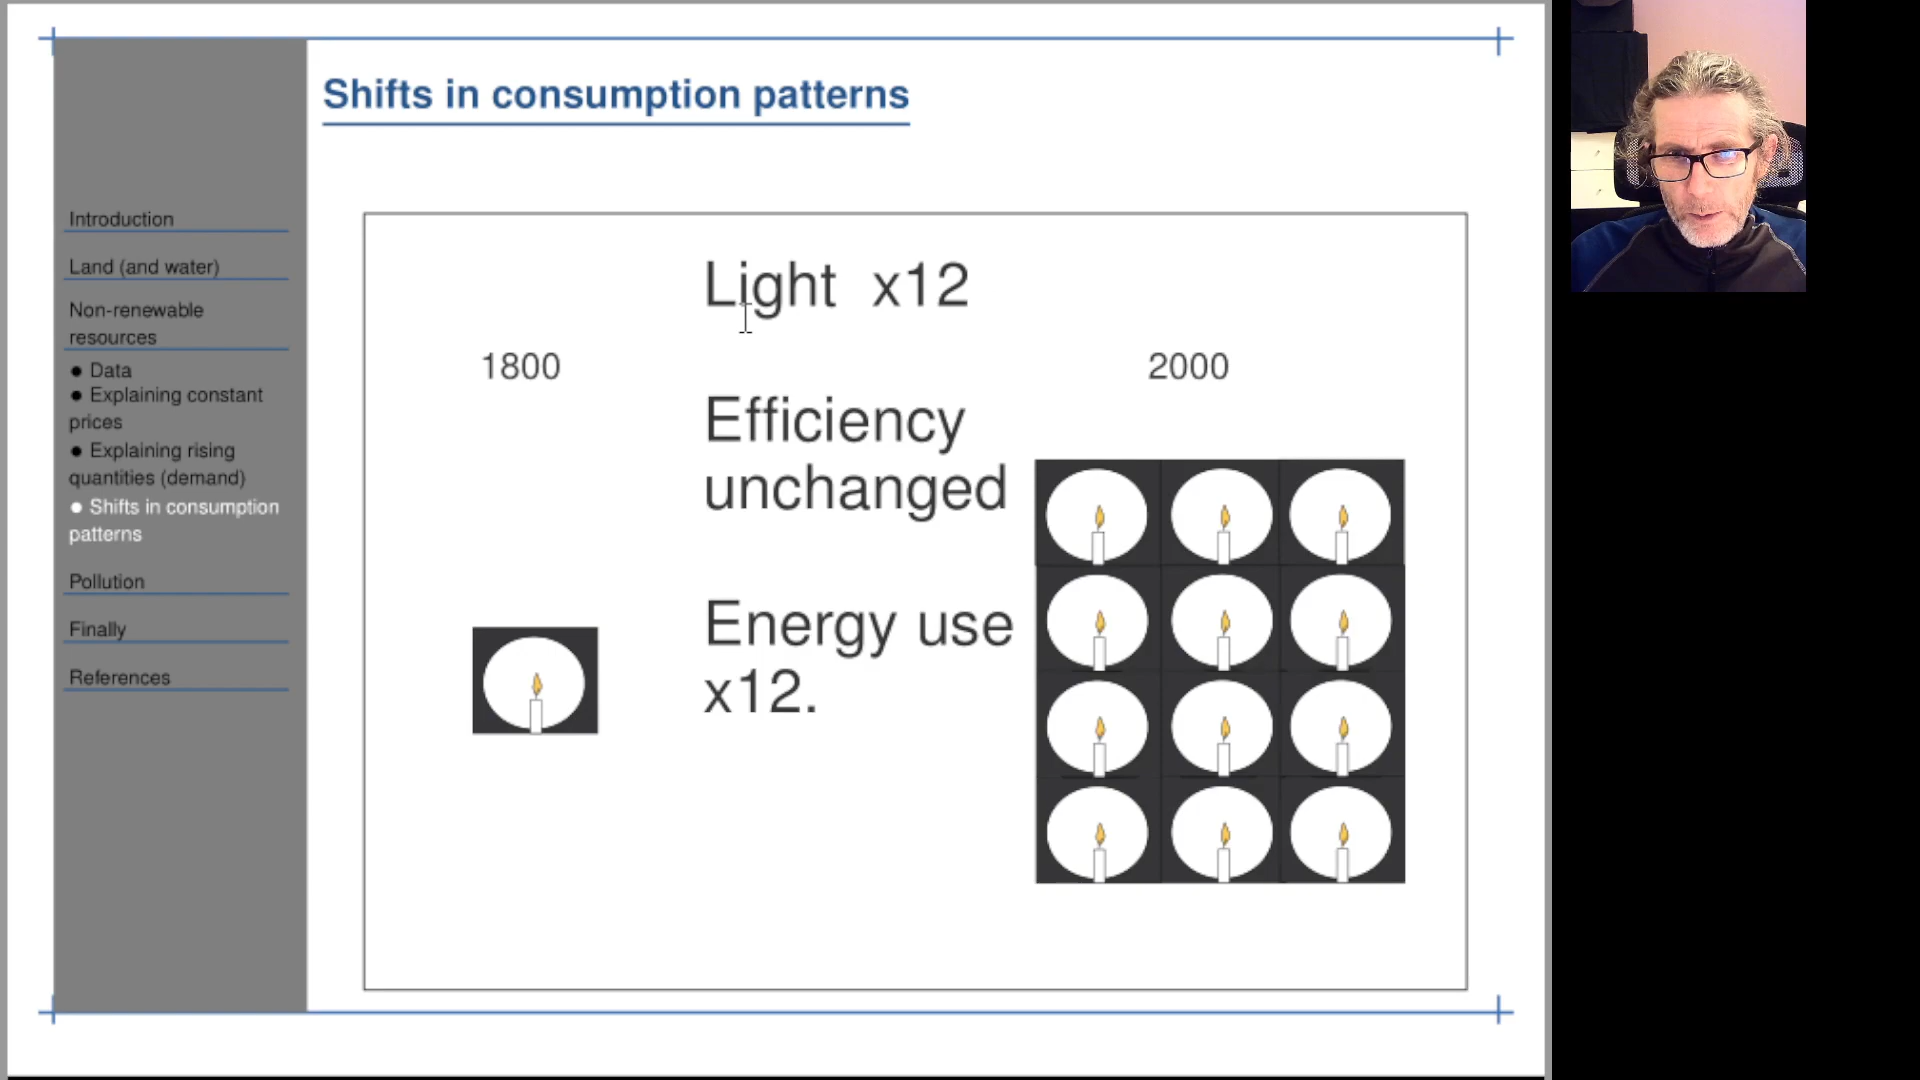 Shifts in consumption patterns
Introduction
Land (and water)
Non-renewable
resources
● Data
● Explaining constant
prices
● Explaining rising
quantities (demand)
● Shifts in consumption
patterns
Pollution
Finally
References
Light x12
1800
2000
Efficiency
unchanged
Energy use
x12.